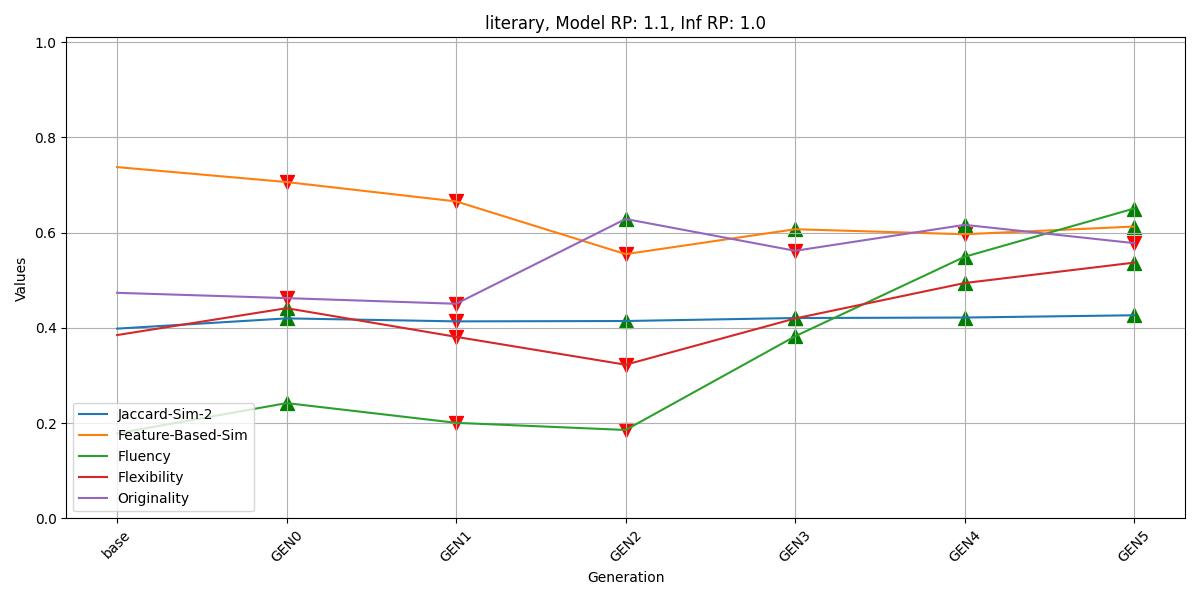 literary, Model RP: 1.1, Inf RP: 1.0
1.0
0.8
0.6
0.4
0.2
0.0
Values
Jaccard-Sim-2
Feature-Based-Sim
Fluency
Flexibility
Originality
base
GEN0
GEN1
GEN2
GEN3
GEN4
GEN5
Generation